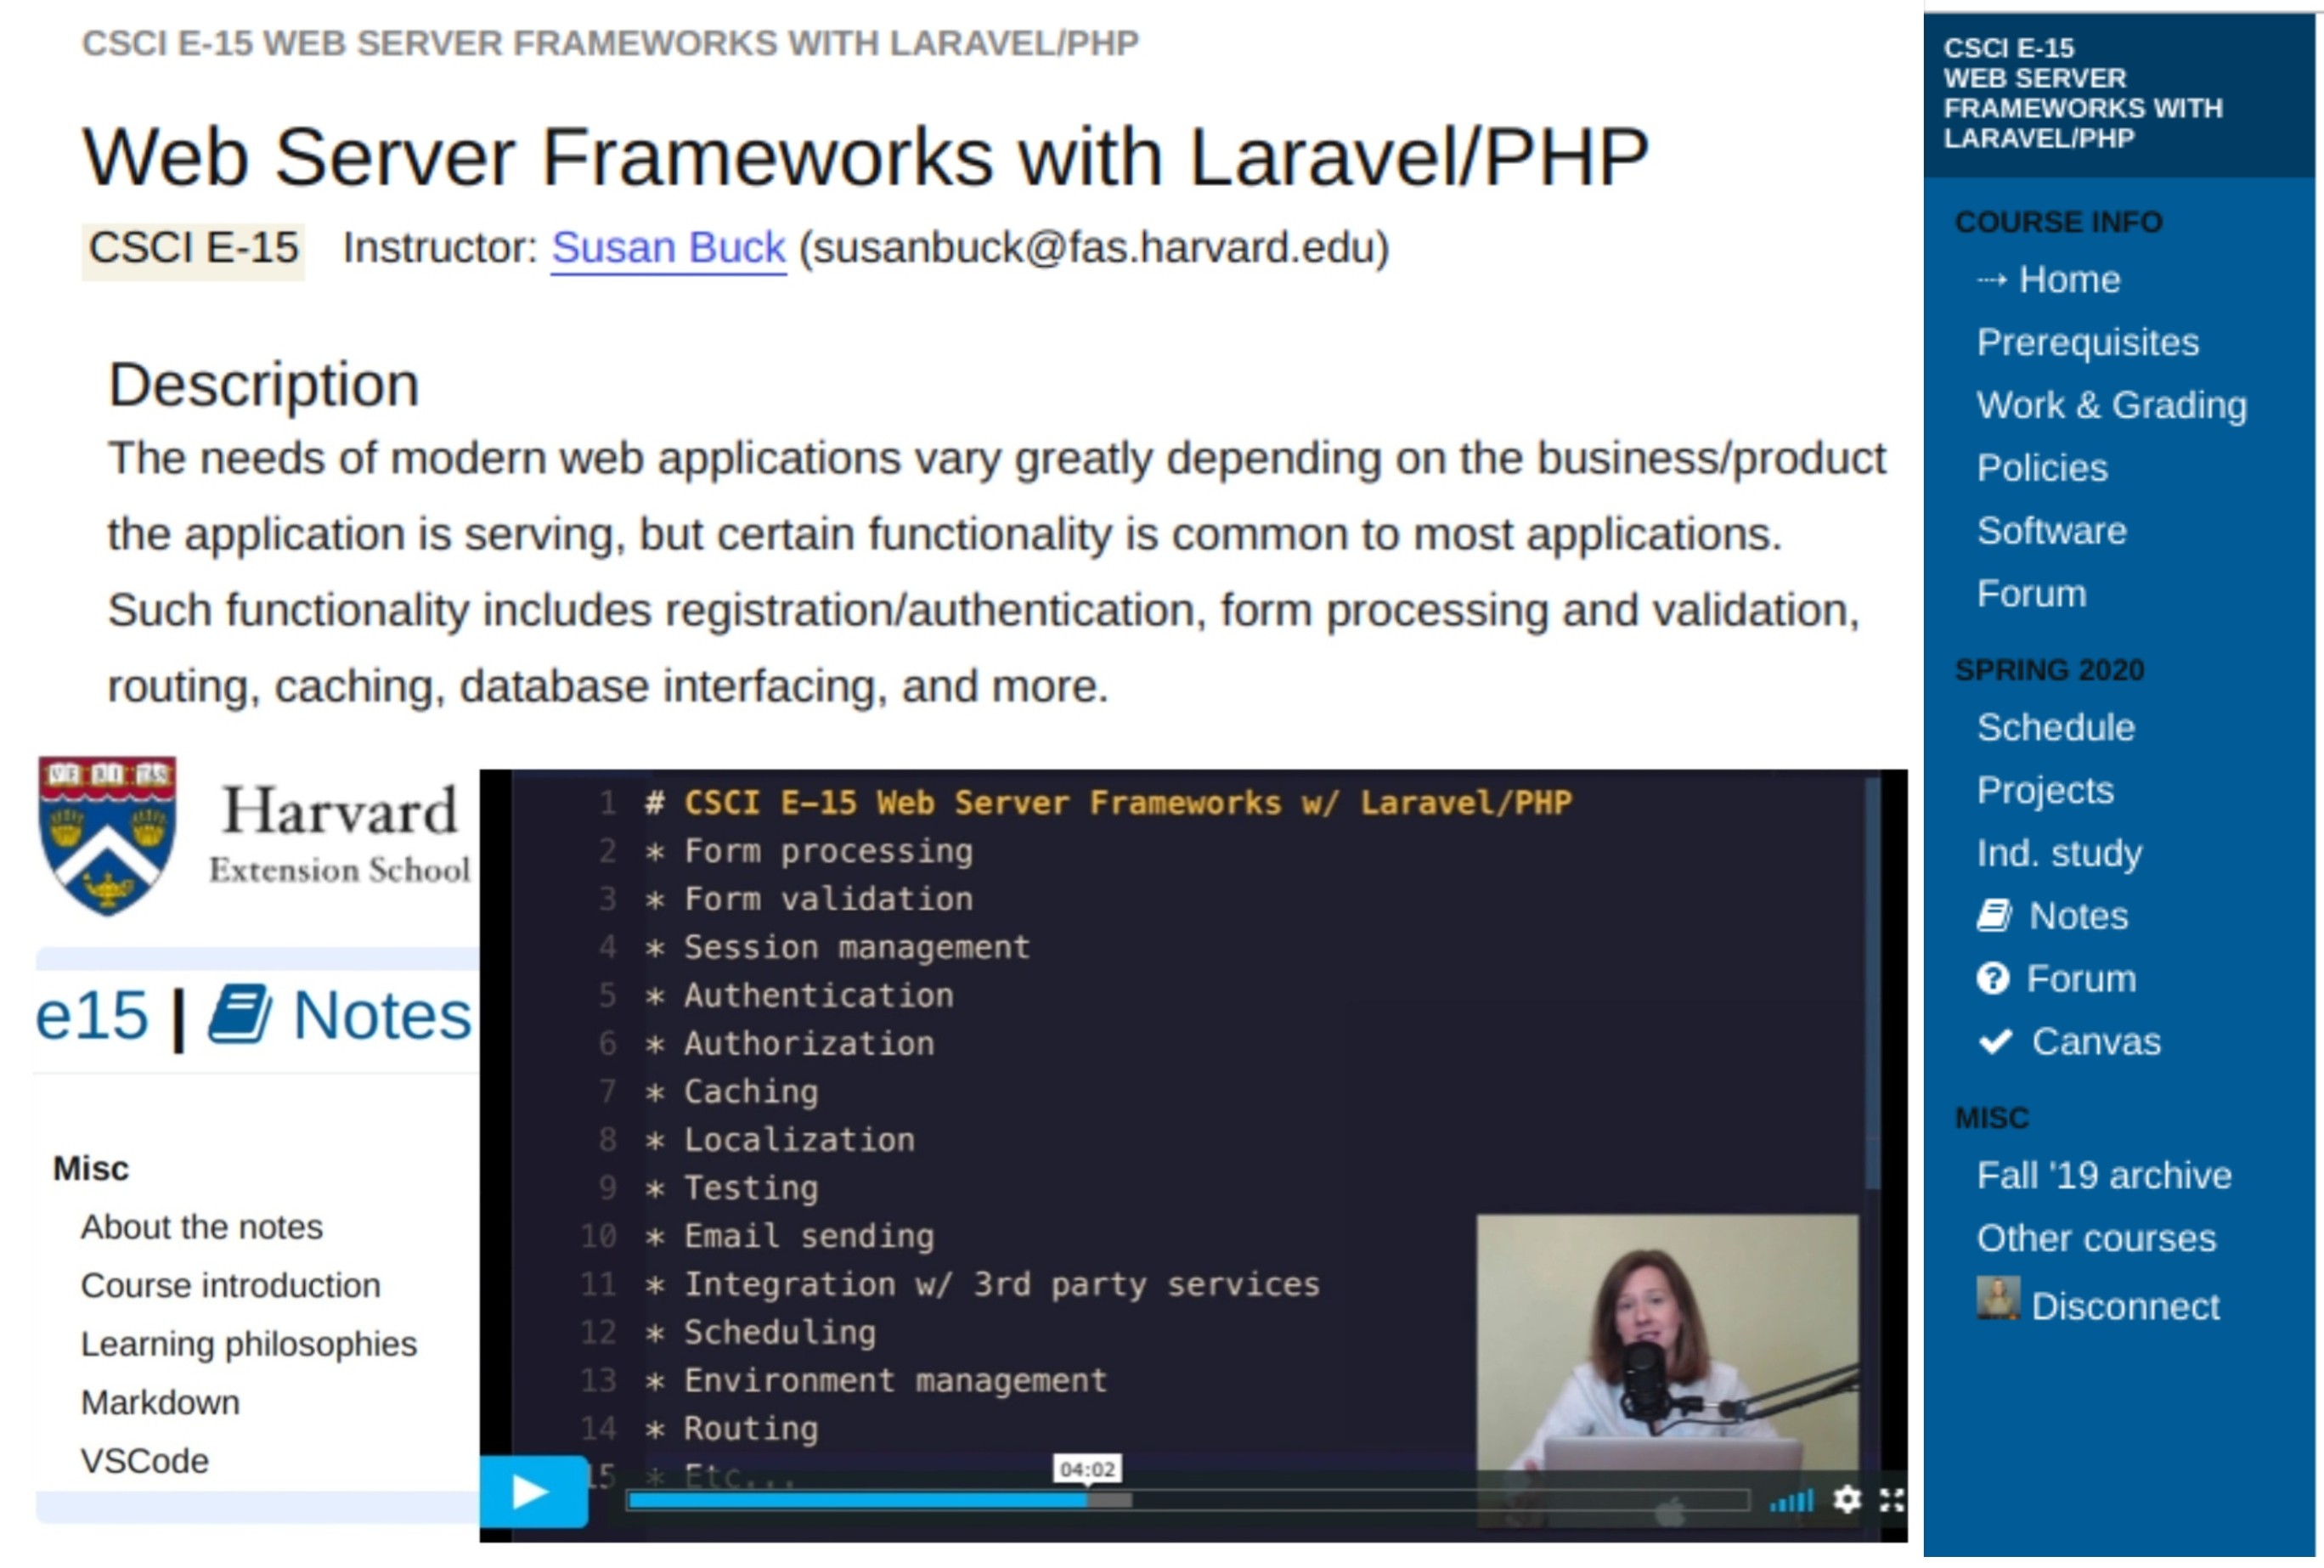 CSCI E-15 WEB SERVER FRAMEWORKS WITH LARAVEL/PHP
Web Server Frameworks with Laravel/PHP
CSCI E-15 Instructor: Susan Buck (susanbuck@fas.harvard.edu)
Description
The needs of modern web applications vary greatly depending on the business/product
the application is serving, but certain functionality is common to most applications.
Such functionality includes registration/authentication, form processing and validation,
routing, caching, database interfacing, and more.
VE RI TAS
Harvard
Extension School
e15 | Notes
Misc
About the notes
Course introduction
Learning philosophies
Markdown
VSCode
1 # CSCI E–15 Web Server Frameworks w/ Laravel/PHP
2 * Form processing
3 * Form validation
4 * Session management
5 * Authentication
6 * Authorization
7 * Caching
8 * Localization
9 * Testing
10 * Email sending
11 * Integration w/ 3rd party services
12 * Scheduling
13 * Environment management
14 * Routing
15 * Etc...
04:02
CSCI E-15
WEB SERVER
FRAMEWORKS WITH
LARAVEL/PHP
COURSE INFO
⤑ Home
Prerequisites
Work & Grading
Policies
Software
Forum
SPRING 2020
Schedule
Projects
Ind. study
Notes
Forum
Canvas
MISC
Fall '19 archive
Other courses
Disconnect